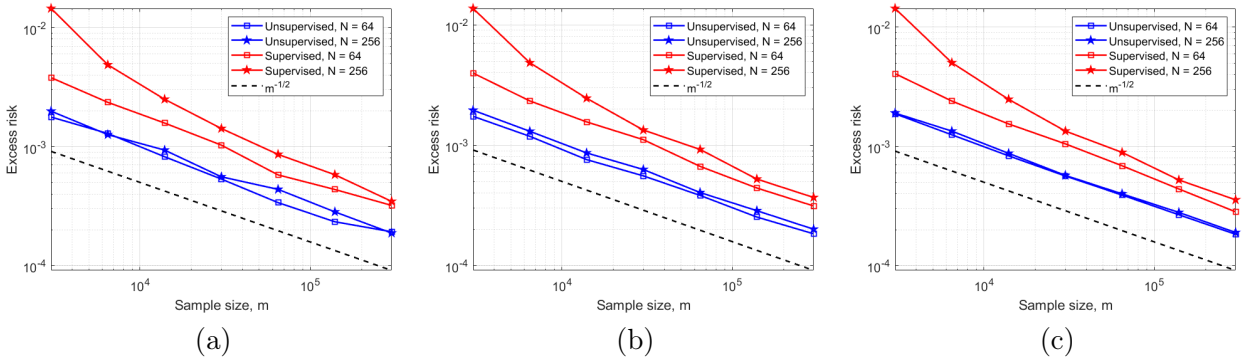 Excess risk
10^-2
10^-3
10^-4
10^4
10^5
Sample size, m
Unsupervised, N = 64
Unsupervised, N = 256
Supervised, N = 64
Supervised, N = 256
m^-1/2
(a)
Excess risk
10^-2
10^-3
10^-4
10^4
10^5
Sample size, m
Unsupervised, N = 64
Unsupervised, N = 256
Supervised, N = 64
Supervised, N = 256
m^-1/2
(b)
Excess risk
10^-2
10^-3
10^-4
10^4
10^5
Sample size, m
Unsupervised, N = 64
Unsupervised, N = 256
Supervised, N = 64
Supervised, N = 256
m^-1/2
(c)